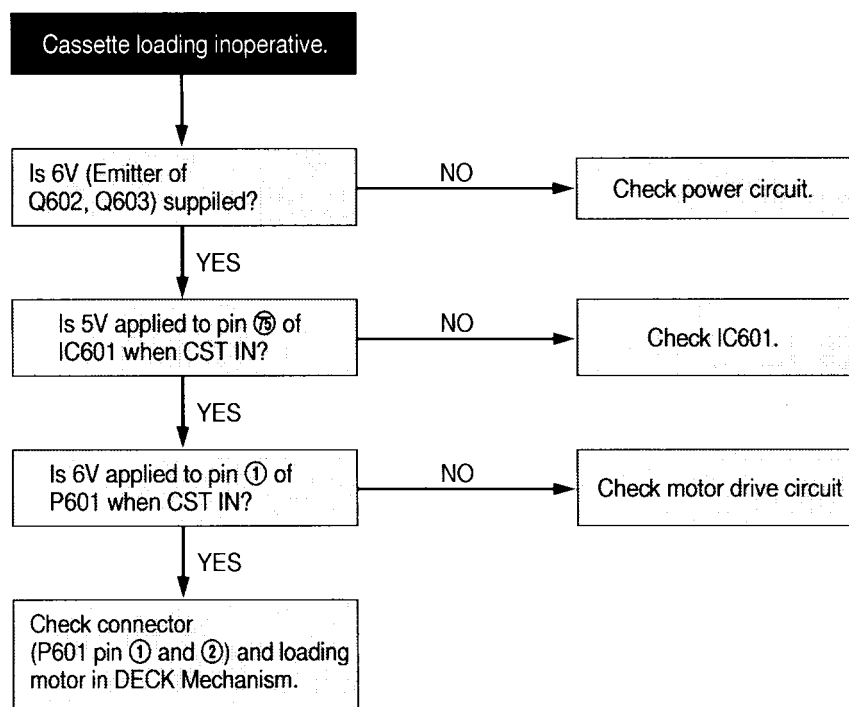 Cassette loading inoperative.
Is 6V (Emitter of
Q602, Q603) suppiled?
NO
Check power circuit.
YES
Is 5V applied to pin ㊆ of
IC601 when CST IN?
NO
Check IC601.
YES
Is 6V applied to pin ① of
P601 when CST IN?
NO
Check motor drive circuit
YES
Check connector
(P601 pin ① and ②) and loading
motor in DECK Mechanism.